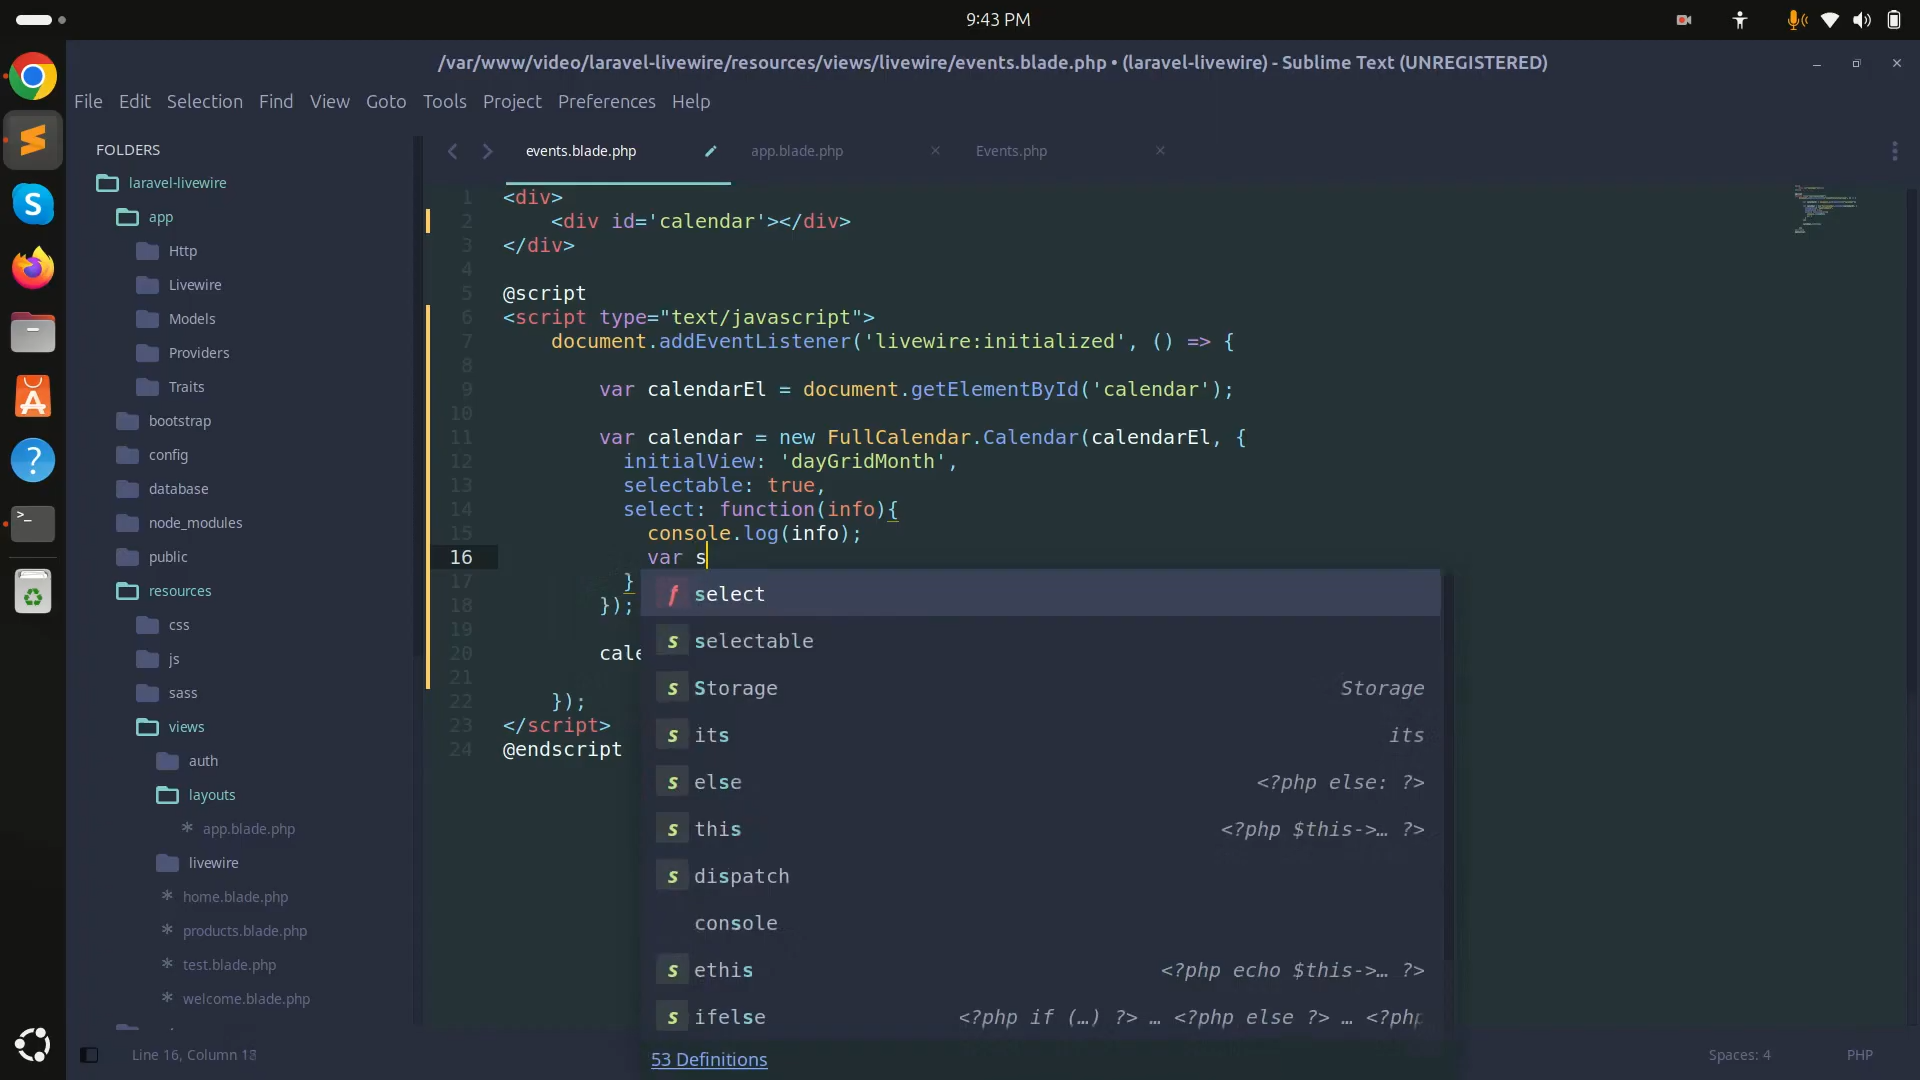 9:43 PM
/var/www/video/laravel-livewire/resources/views/livewire/events.blade.php • (laravel-livewire) - Sublime Text (UNREGISTERED)
File Edit Selection Find View Goto Tools Project Preferences Help
FOLDERS
laravel-livewire
app
Http
Livewire
Models
Providers
Traits
bootstrap
config
database
node_modules
public
resources
css
js
sass
views
auth
layouts
app.blade.php
livewire
home.blade.php
products.blade.php
test.blade.php
welcome.blade.php
events.blade.php app.blade.php Events.php
1 <div>
2 <div id='calendar'></div>
3 </div>
4
5 @script
6 <script type="text/javascript">
7 document.addEventListener('livewire:initialized', () => {
8
9 var calendarEl = document.getElementById('calendar');
10
11 var calendar = new FullCalendar.Calendar(calendarEl, {
12 initialView: 'dayGridMonth',
13 selectable: true,
14 select: function(info){
15 console.log(info);
16 var s
17 }
18 });
19
20 cale
21
22 });
23 </script>
24 @endscript
select
selectable
Storage Storage
its its
else <?php else: ?>
this <?php $this->… ?>
dispatch
console
ethis <?php echo $this->… ?>
ifelse <?php if (…) ?> … <?php else ?> … <?php
53 Definitions
Line 16, Column 18
Spaces: 4
PHP